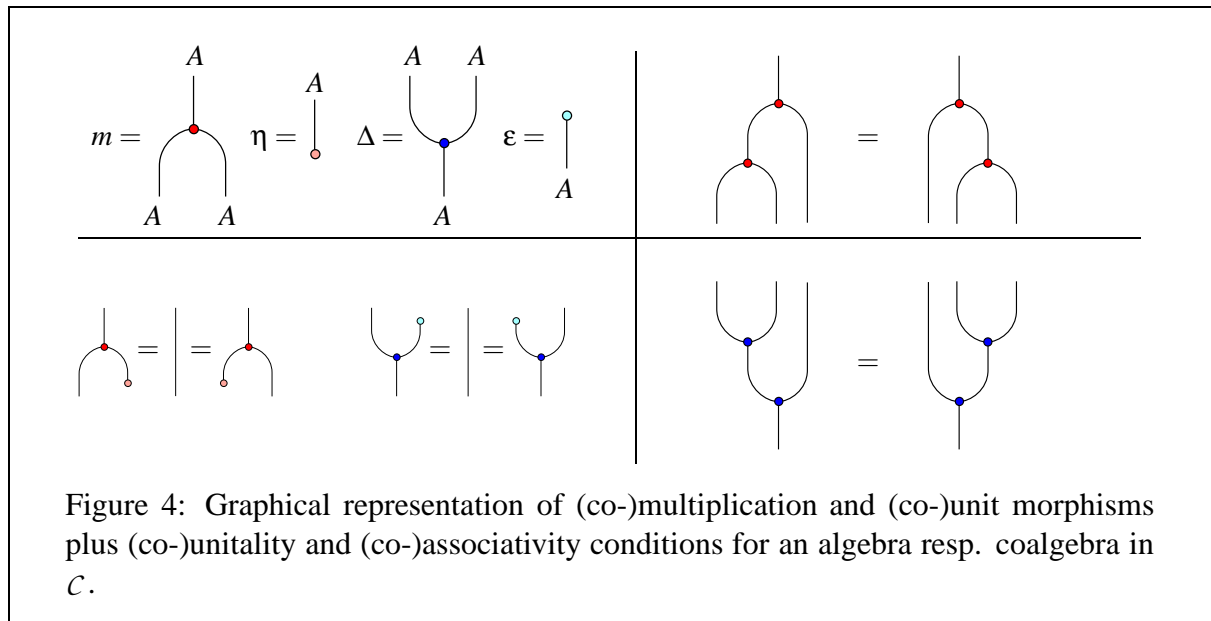 A A A A
m = η = Δ = ε =
A A A A
=
= = = =
=
Figure 4: Graphical representation of (co-)multiplication and (co-)unit morphisms
plus (co-)unitality and (co-)associativity conditions for an algebra resp. coalgebra in
C.